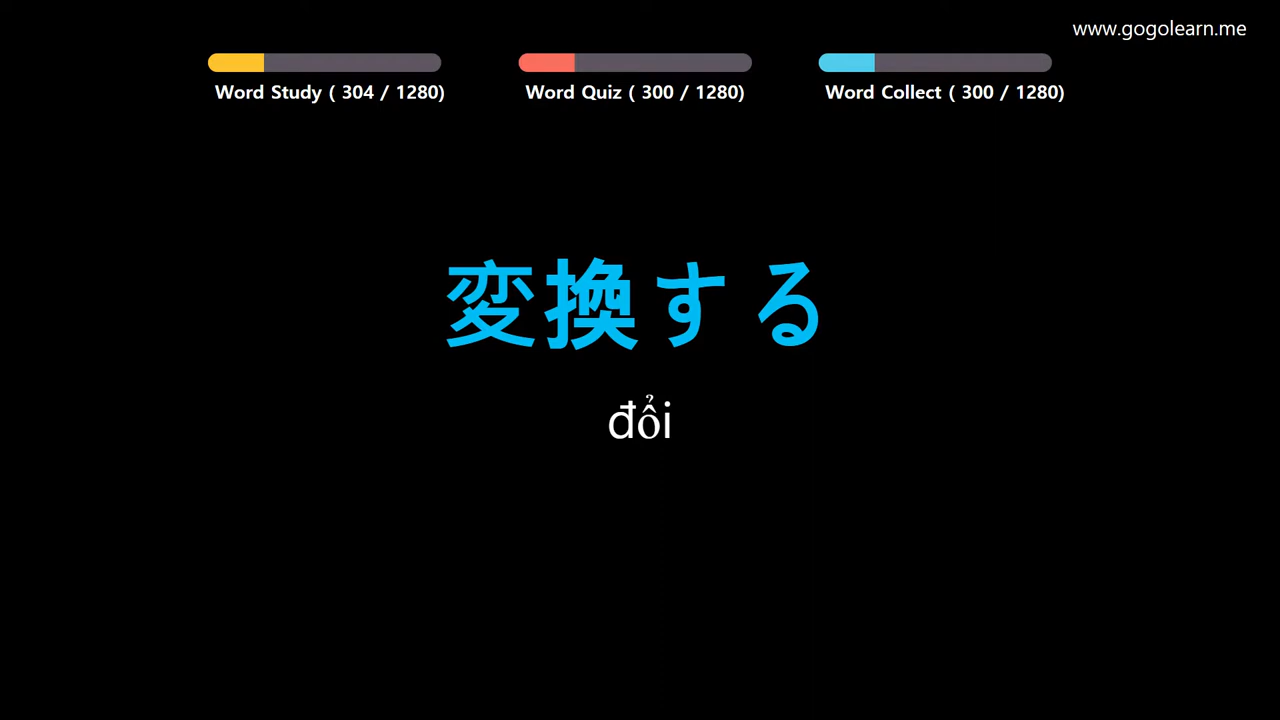 www.gogolearn.me
Word Study ( 304 / 1280)
Word Quiz ( 300 / 1280)
Word Collect ( 300 / 1280)
変換する
đổi